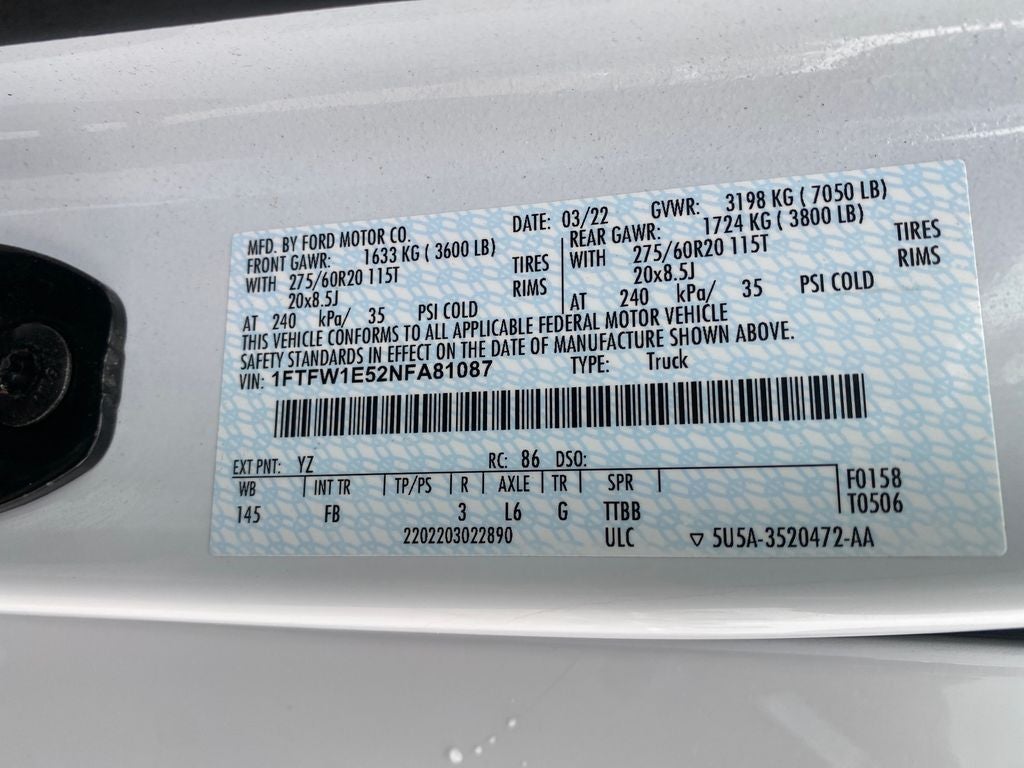 MFD. BY FORD MOTOR CO. DATE: 03/22 GVWR: 3198 KG ( 7050 LB)
FRONT GAWR: 1633 KG ( 3600 LB) REAR GAWR: 1724 KG ( 3800 LB)
WITH 275/60R20 115T TIRES WITH 275/60R20 115T TIRES
20x8.5J RIMS 20x8.5J RIMS
AT 240 kPa/ 35 PSI COLD AT 240 kPa/ 35 PSI COLD
THIS VEHICLE CONFORMS TO ALL APPLICABLE FEDERAL MOTOR VEHICLE
SAFETY STANDARDS IN EFFECT ON THE DATE OF MANUFACTURE SHOWN ABOVE.
VIN: 1FTFW1E52NFA81087 TYPE: Truck
EXT PNT: YZ RC: 86 DSO:
WB INT TR TP/PS R AXLE TR SPR F0158
145 FB 3 L6 G TTBB T0506
2202203022890 ULC ▽ 5U5A-3520472-AA